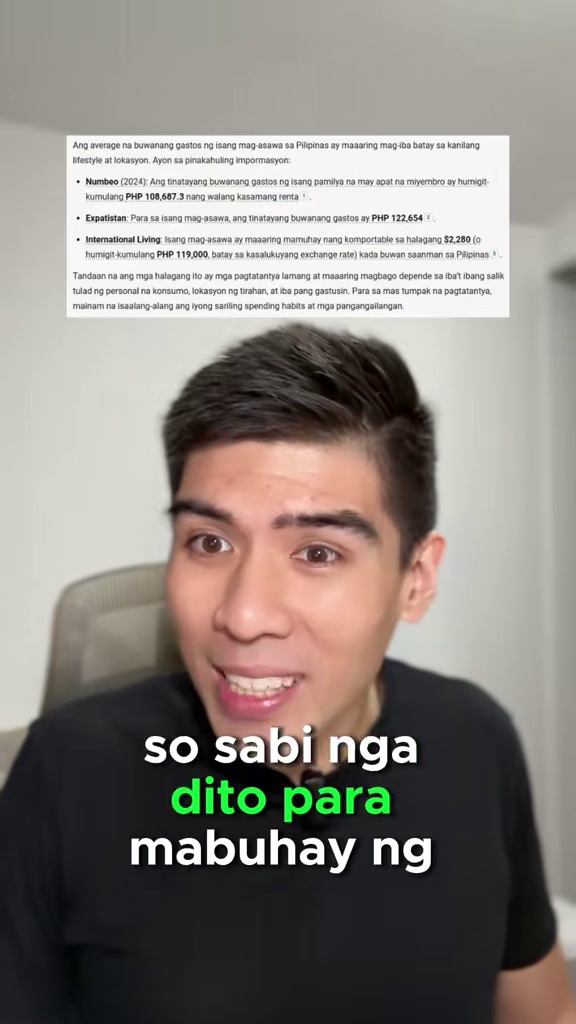 Ang average na buwanang gastos ng isang mag-asawa sa Pilipinas ay maaaring mag-iba batay sa kanilang
lifestyle at lokasyon. Ayon sa pinakahuling impormasyon:
• Numbeo (2024): Ang tinatayang buwanang gastos ng isang pamilya na may apat na miyembro ay humigit-
kumulang PHP 108,687.3 nang walang kasamang renta 1 .
• Expatistan: Para sa isang mag-asawa, ang tinatayang buwanang gastos ay PHP 122,654 2 .
• International Living: Isang mag-asawa ay maaaring mamuhay nang komportable sa halagang $2,280 (o
humigit-kumulang PHP 119,000, batay sa kasalukuyang exchange rate) kada buwan saanman sa Pilipinas 3 .
Tandaan na ang mga halagang ito ay mga pagtatantya lamang at maaaring magbago depende sa iba't ibang salik
tulad ng personal na konsumo, lokasyon ng tirahan, at iba pang gastusin. Para sa mas tumpak na pagtatantya,
mainam na isaalang-alang ang iyong sariling spending habits at mga pangangailangan.
so sabi nga
dito para
mabuhay ng